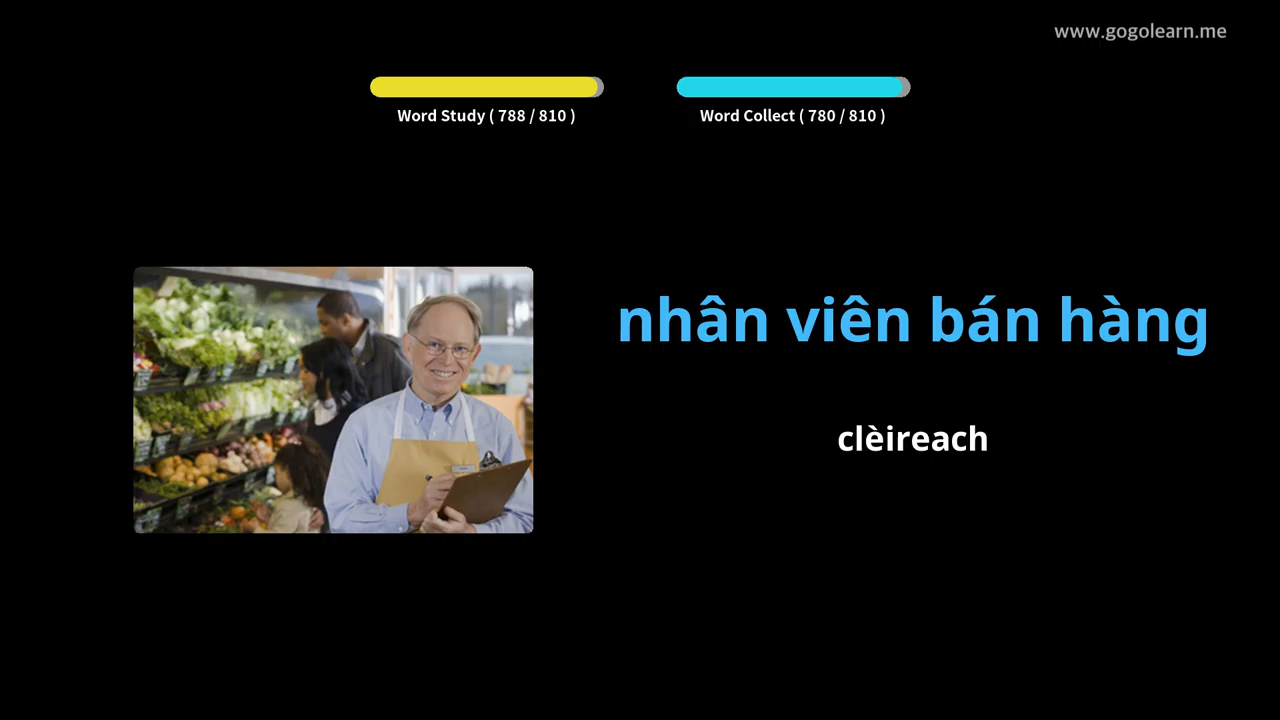 www.gogolearn.me
Word Study ( 788 / 810 )
Word Collect ( 780 / 810 )
nhân viên bán hàng
clèireach